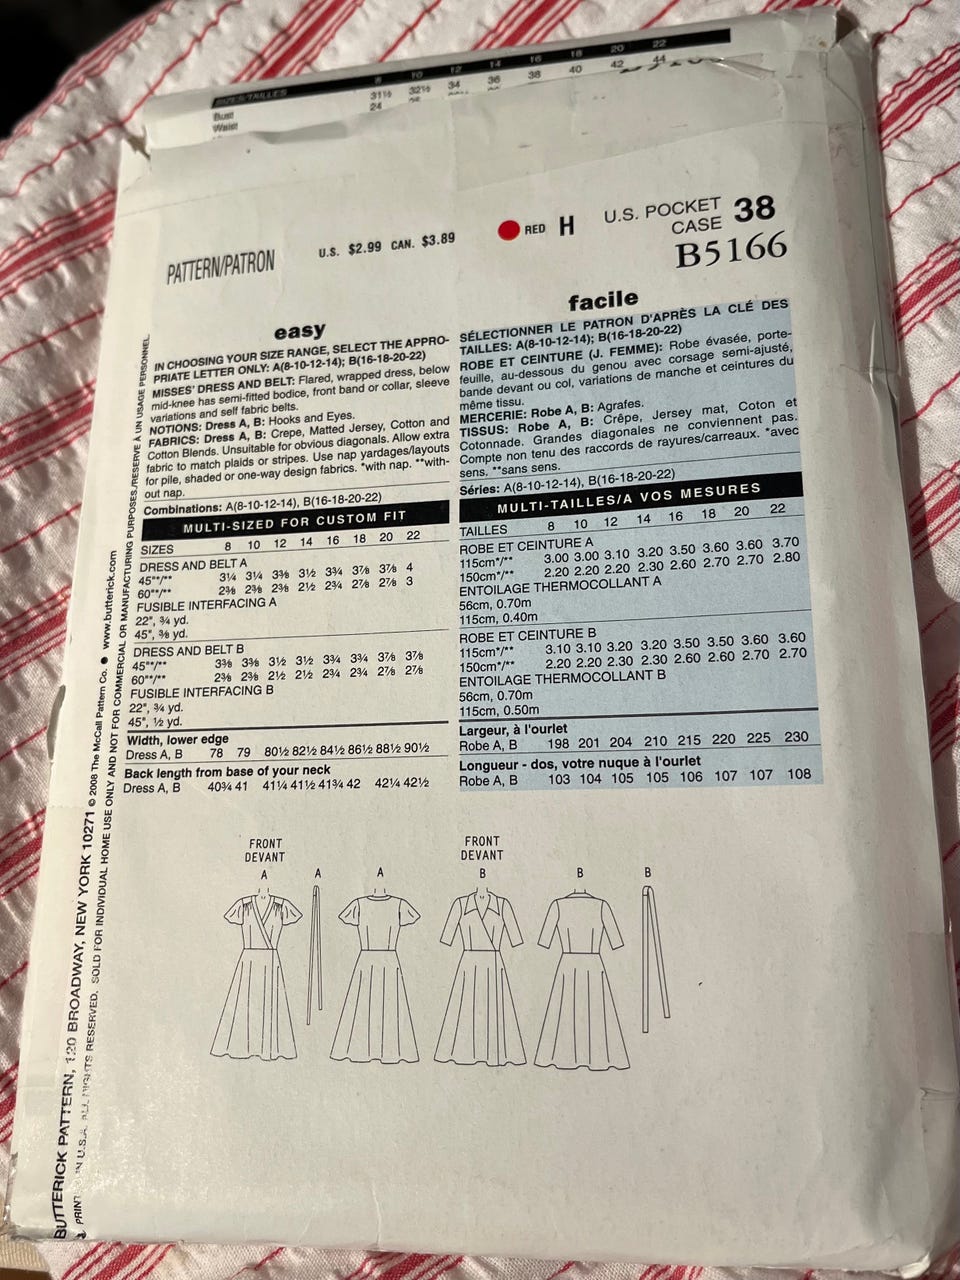 SIZES/TAILLES 8 10 12 14 16 18 20 22
Bust 31½ 32½ 34 36 38 40 42 44
Waist 24
PATTERN/PATRON
U.S. $2.99 CAN. $3.89
RED H
U.S. POCKET CASE 38
B5166
easy
IN CHOOSING YOUR SIZE RANGE, SELECT THE APPRO-
PRIATE LETTER ONLY: A(8-10-12-14); B(16-18-20-22)
MISSES' DRESS AND BELT: Flared, wrapped dress, below
mid-knee has semi-fitted bodice, front band or collar, sleeve
variations and self fabric belts.
NOTIONS: Dress A, B: Hooks and Eyes.
FABRICS: Dress A, B: Crepe, Matted Jersey, Cotton and
Cotton Blends. Unsuitable for obvious diagonals. Allow extra
fabric to match plaids or stripes. Use nap yardages/layouts
for pile, shaded or one-way design fabrics. *with nap. **with-
out nap.
Combinations: A(8-10-12-14), B(16-18-20-22)
MULTI-SIZED FOR CUSTOM FIT
SIZES 8 10 12 14 16 18 20 22
DRESS AND BELT A
45"*/** 3¼ 3¼ 3⅜ 3½ 3¾ 3⅞ 3⅞ 4
60"*/** 2⅜ 2⅜ 2⅜ 2½ 2¾ 2⅞ 2⅞ 3
FUSIBLE INTERFACING A
22", ¾ yd.
45", ⅜ yd.
DRESS AND BELT B
45"*/** 3⅜ 3⅜ 3½ 3½ 3¾ 3¾ 3⅞ 3⅞
60"*/** 2⅜ 2⅜ 2½ 2½ 2¾ 2¾ 2⅞ 2⅞
FUSIBLE INTERFACING B
22", ¾ yd.
45", ½ yd.
Width, lower edge
Dress A, B 78 79 80½ 82½ 84½ 86½ 88½ 90½
Back length from base of your neck
Dress A, B 40¾ 41 41¼ 41½ 41¾ 42 42¼ 42½
facile
SÉLECTIONNER LE PATRON D'APRÈS LA CLÉ DES
TAILLES: A(8-10-12-14); B(16-18-20-22)
ROBE ET CEINTURE (J. FEMME): Robe évasée, porte-
feuille, au-dessous du genou avec corsage semi-ajusté,
bande devant ou col, variations de manche et ceintures du
même tissu.
MERCERIE: Robe A, B: Agrafes.
TISSUS: Robe A, B: Crêpe, Jersey mat, Coton et
Cotonnade. Grandes diagonales ne conviennent pas.
Compte non tenu des raccords de rayures/carreaux. *avec
sens. **sans sens.
Séries: A(8-10-12-14), B(16-18-20-22)
MULTI-TAILLES/A VOS MESURES
TAILLES 8 10 12 14 16 18 20 22
ROBE ET CEINTURE A
115cm*/** 3.00 3.00 3.10 3.20 3.50 3.60 3.60 3.70
150cm*/** 2.20 2.20 2.20 2.30 2.60 2.70 2.70 2.80
ENTOILAGE THERMOCOLLANT A
56cm, 0.70m
115cm, 0.40m
ROBE ET CEINTURE B
115cm*/** 3.10 3.10 3.20 3.20 3.50 3.50 3.60 3.60
150cm*/** 2.20 2.20 2.30 2.30 2.60 2.60 2.70 2.70
ENTOILAGE THERMOCOLLANT B
56cm, 0.70m
115cm, 0.50m
Largeur, à l'ourlet
Robe A, B 198 201 204 210 215 220 225 230
Longueur - dos, votre nuque à l'ourlet
Robe A, B 103 104 105 105 106 107 107 108
FRONT
DEVANT
A A A
FRONT
DEVANT
B B B
BUTTERICK PATTERN, 120 BROADWAY, NEW YORK 10271 © 2008 The McCall Pattern Co. ● www.butterick.com
PRINTED IN U.S.A. ALL RIGHTS RESERVED. SOLD FOR INDIVIDUAL HOME USE ONLY AND NOT FOR COMMERCIAL OR MANUFACTURING PURPOSES./RESERVE À UN USAGE PERSONNEL.